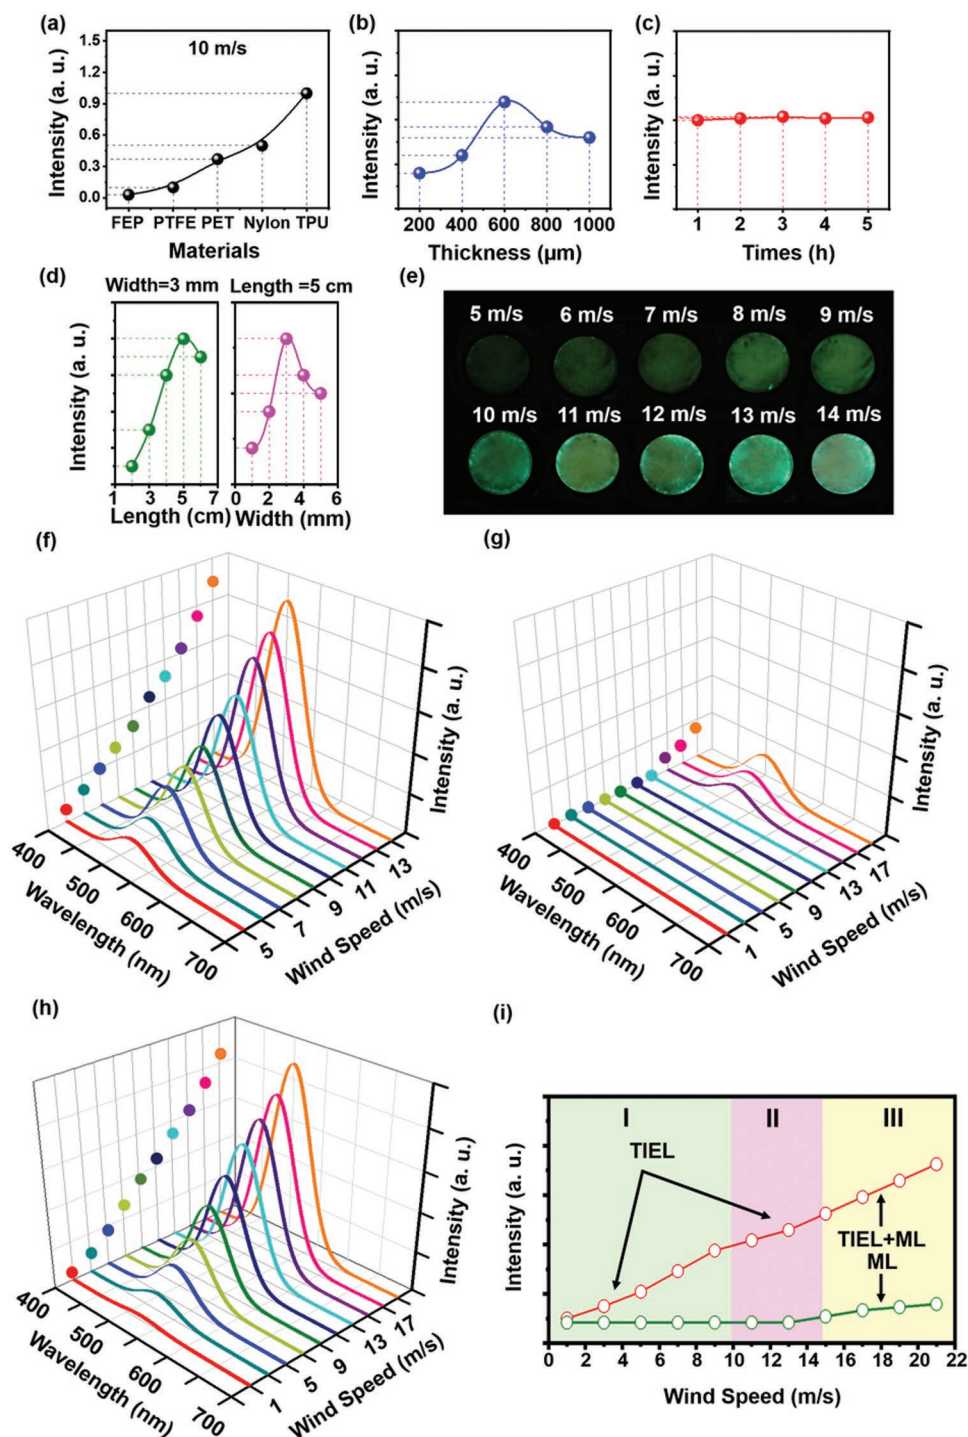 (a)
10 m/s
Intensity (a. u.)
1.5
1.2
0.9
0.6
0.3
0.0
FEP PTFE PET Nylon TPU
Materials
(b)
Intensity (a. u.)
200 400 600 800 1000
Thickness (μm)
(c)
Intensity (a. u.)
1 2 3 4 5
Times (h)
(d)
Width=3 mm
Length =5 cm
Intensity (a. u.)
1 3 5 7
Length (cm)
0 2 4 6
Width (mm)
(e)
5 m/s 6 m/s 7 m/s 8 m/s 9 m/s
10 m/s 11 m/s 12 m/s 13 m/s 14 m/s
(f)
Intensity (a. u.)
400 500 600 700
Wavelength (nm)
5 7 9 11 13
Wind Speed (m/s)
(g)
Intensity (a. u.)
400 500 600 700
Wavelength (nm)
1 5 9 13 17
Wind Speed (m/s)
(h)
Intensity (a. u.)
400 500 600 700
Wavelength (nm)
1 5 9 13 17
Wind Speed (m/s)
(i)
I II III
TIEL
TIEL+ML
ML
Intensity (a. u.)
0 2 4 6 8 10 12 14 16 18 20 22
Wind Speed (m/s)